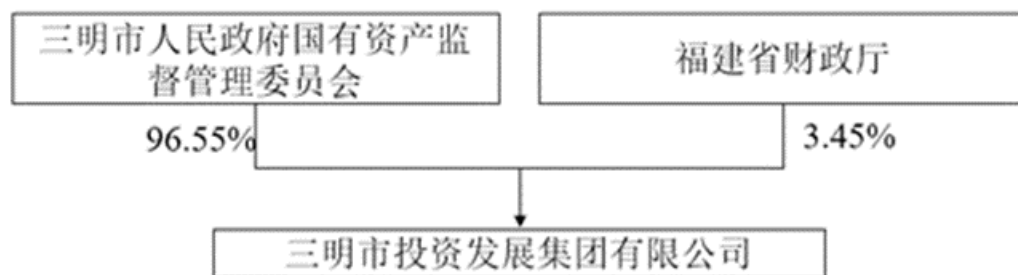 三明市人民政府国有资产监
督管理委员会
福建省财政厅
96.55%
3.45%
三明市投资发展集团有限公司